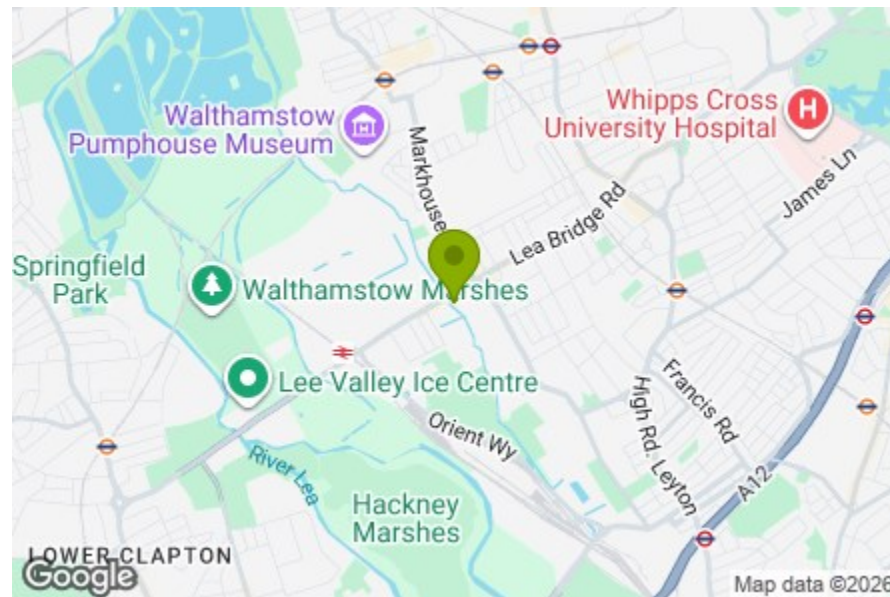 Walthamstow
Pumphouse Museum
Whipps Cross
University Hospital
H
Markhouse
James Ln
Lea Bridge Rd
Springfield
Park
Walthamstow Marshes
Lee Valley Ice Centre
Orient Wy
Francis Rd
High Rd. Leyton
River Lea
A12
Hackney
Marshes
LOWER CLAPTON
Google
Map data ©2026